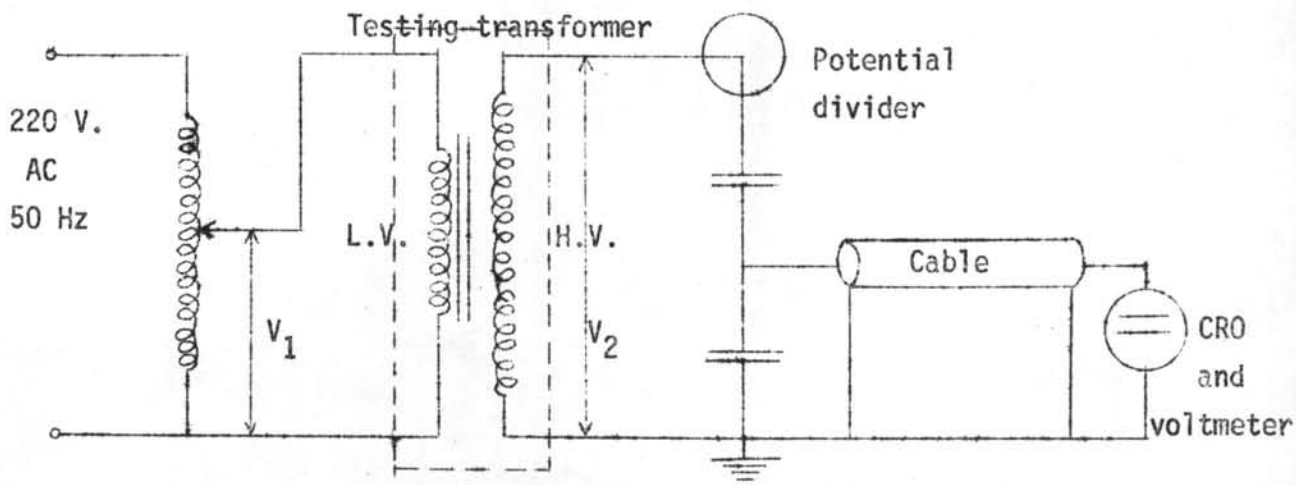 Testing transformer
Potential
divider
220 V.
AC
50 Hz
L.V.
H.V.
V1
V2
Cable
CRO
and
voltmeter